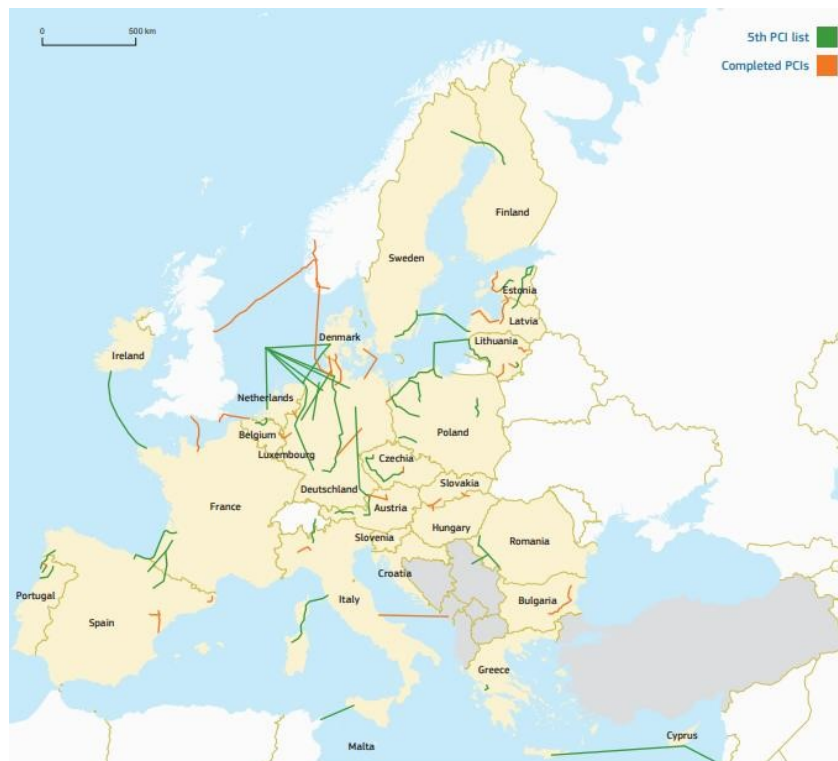 0
500 km
5th PCI list
Completed PCIs
Finland
Sweden
Estonia
Latvia
Denmark
Lithuania
Ireland
Netherlands
Belgium
Poland
Luxembourg
Czechia
Slovakia
Deutschland
France
Austria
Hungary
Slovenia
Romania
Croatia
Portugal
Spain
Italy
Bulgaria
Greece
Cyprus
Malta